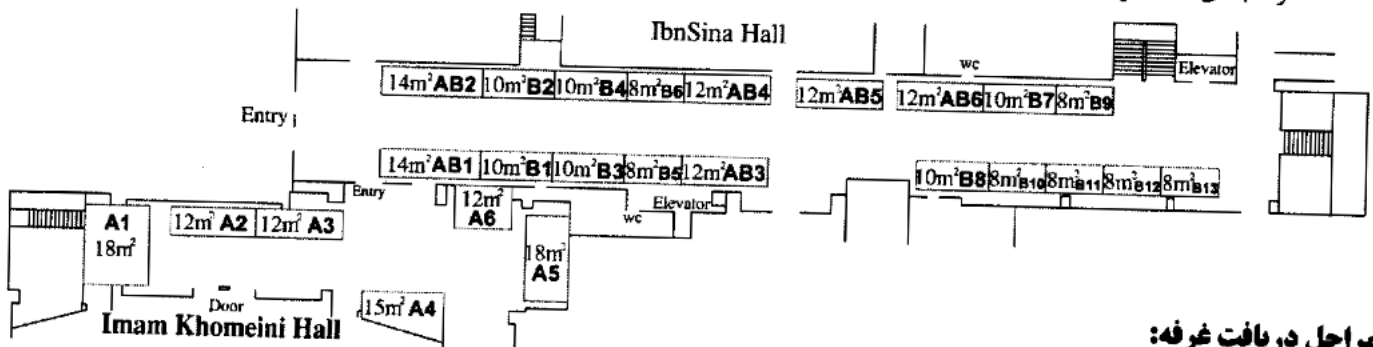 IbnSina Hall
wc
Elevator
14m² AB2 10m² B2 10m² B4 8m² B6 12m² AB4 12m² AB5 12m² AB6 10m² B7 8m² B9
Entry
14m² AB1 10m² B1 10m² B3 8m² B5 12m² AB3 10m² B8 8m² B10 8m² B11 8m² B12 8m² B13
Entry
12m² A6
Elevator
wc
A1 18m²
12m² A2 12m² A3
18m² A5
Door
15m² A4
Imam Khomeini Hall
مراحل دریافت غرفه: